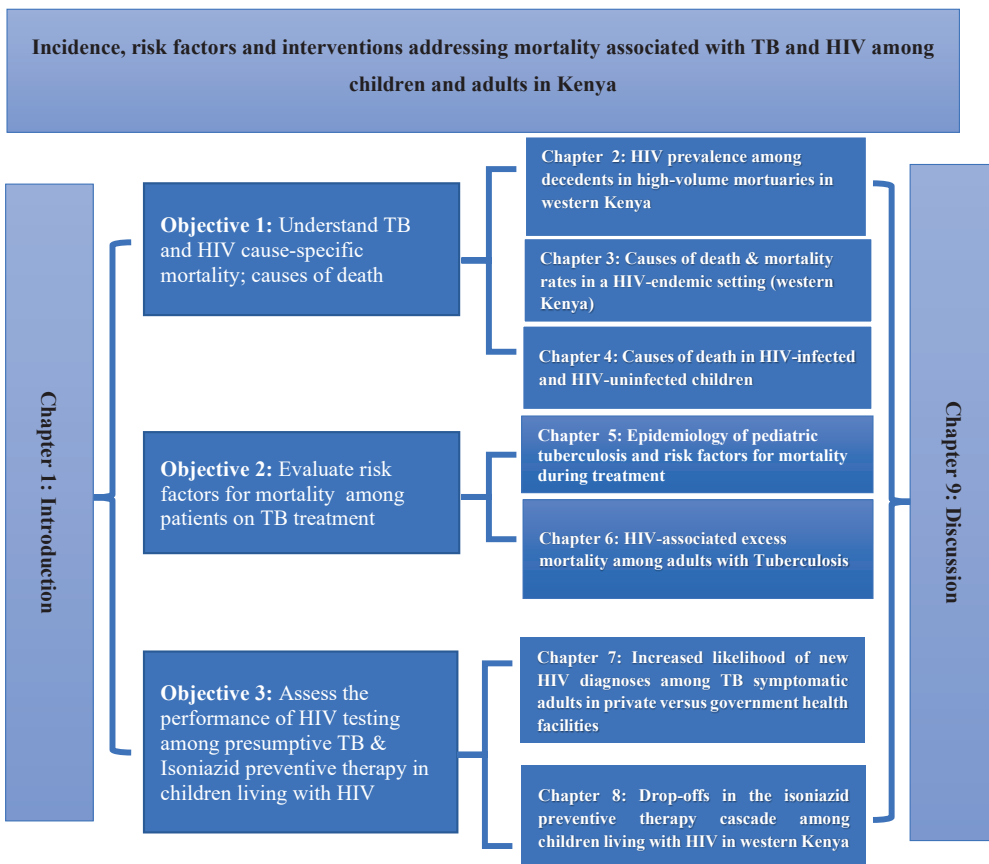 Incidence, risk factors and interventions addressing mortality associated with TB and HIV among
children and adults in Kenya
Chapter 1: Introduction
Objective 1: Understand TB
and HIV cause-specific
mortality; causes of death
Chapter 2: HIV prevalence among
decedents in high-volume mortuaries in
western Kenya
Chapter 3: Causes of death & mortality
rates in a HIV-endemic setting (western
Kenya)
Chapter 4: Causes of death in HIV-infected
and HIV-uninfected children
Objective 2: Evaluate risk
factors for mortality among
patients on TB treatment
Chapter 5: Epidemiology of pediatric
tuberculosis and risk factors for mortality
during treatment
Chapter 6: HIV-associated excess
mortality among adults with Tuberculosis
Objective 3: Assess the
performance of HIV testing
among presumptive TB &
Isoniazid preventive therapy in
children living with HIV
Chapter 7: Increased likelihood of new
HIV diagnoses among TB symptomatic
adults in private versus government health
facilities
Chapter 8: Drop-offs in the isoniazid
preventive therapy cascade among
children living with HIV in western Kenya
Chapter 9: Discussion